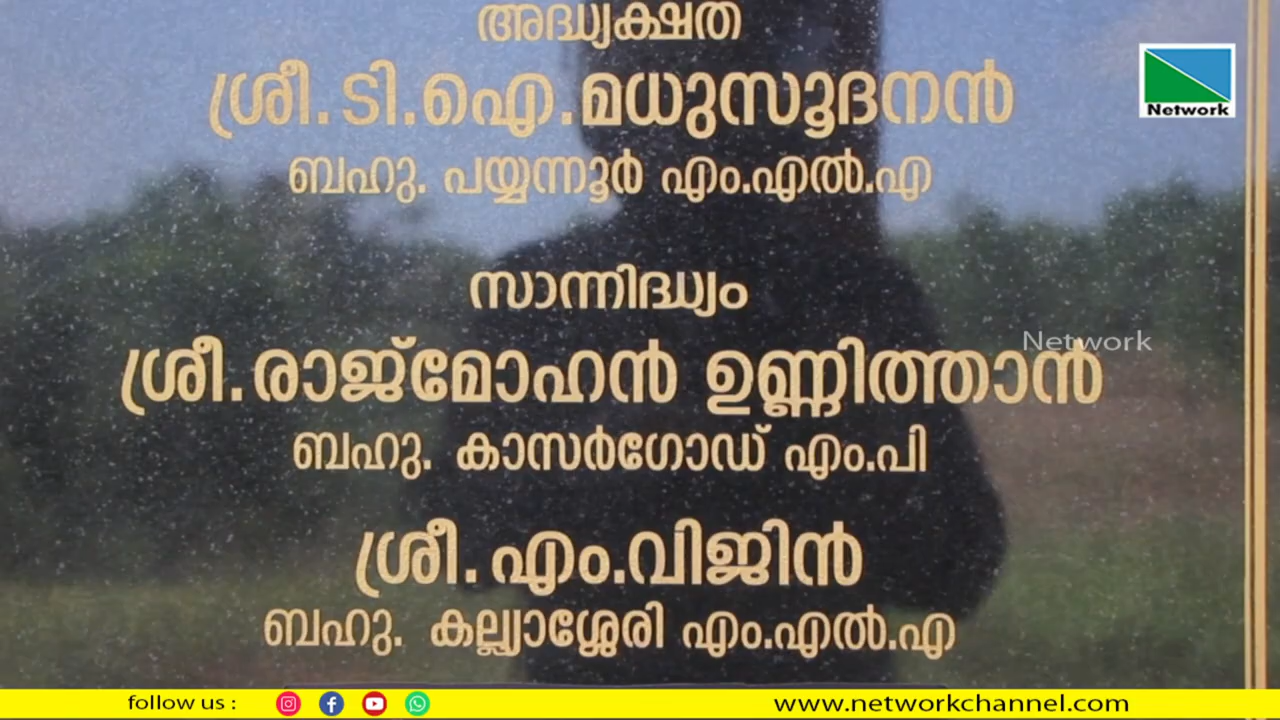 അദ്ധ്യക്ഷത
ശ്രീ.ടി.ഐ.മധുസൂദനൻ
ബഹു. പയ്യന്നൂർ എം.എൽ.എ
സാന്നിദ്ധ്യം
ശ്രീ.രാജ്മോഹൻ ഉണ്ണിത്താൻ
ബഹു. കാസർഗോഡ് എം.പി
ശ്രീ.എം.വിജിൻ
ബഹു. കല്ല്യാശ്ശേരി എം.എൽ.എ
Network
Network
follow us :
www.networkchannel.com